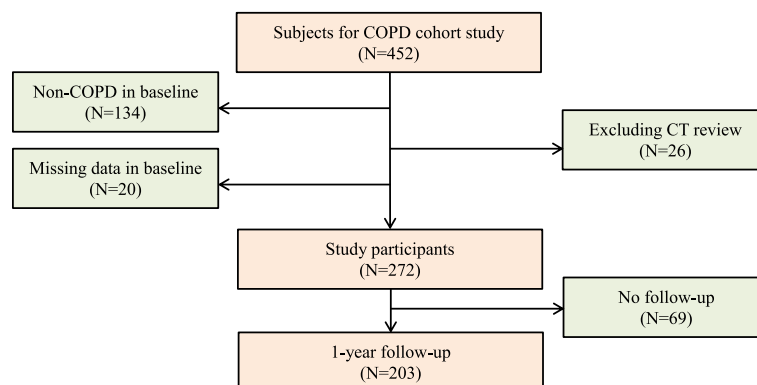 Subjects for COPD cohort study
(N=452)
Non-COPD in baseline
(N=134)
Excluding CT review
(N=26)
Missing data in baseline
(N=20)
Study participants
(N=272)
No follow-up
(N=69)
1-year follow-up
(N=203)